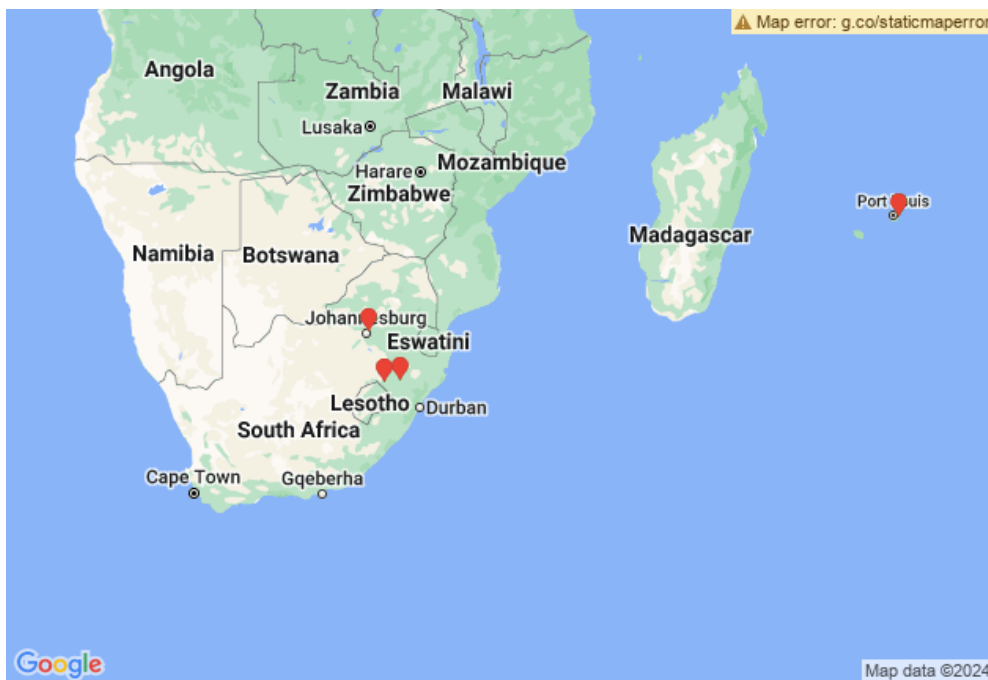 Map error: g.co/staticmaperror
Angola
Zambia
Malawi
Lusaka
Mozambique
Harare
Zimbabwe
Port Louis
Madagascar
Namibia
Botswana
Johannesburg
Eswatini
Lesotho
Durban
South Africa
Cape Town
Gqeberha
Google
Map data ©2024